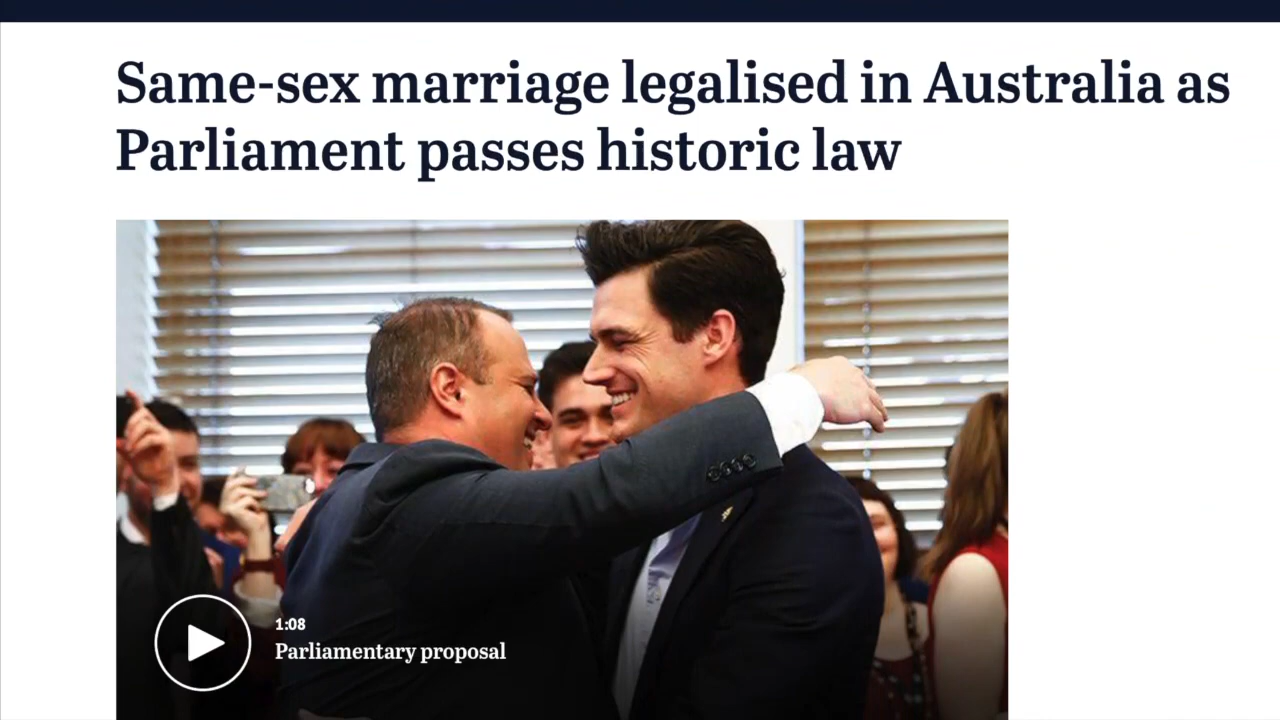 Same-sex marriage legalised in Australia as
Parliament passes historic law
1:08
Parliamentary proposal